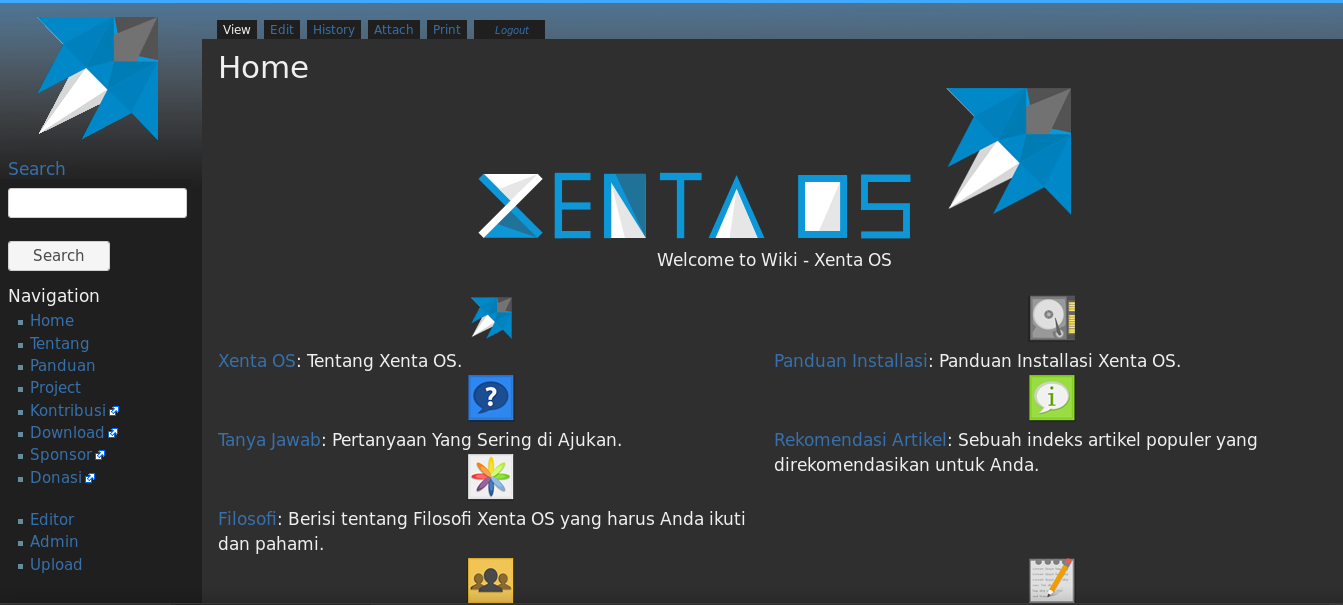 View Edit History Attach Print Logout
Home
XENTA OS
Welcome to Wiki - Xenta OS
Search
Search
Navigation
Home
Tentang
Panduan
Project
Kontribusi
Download
Sponsor
Donasi
Editor
Admin
Upload
Xenta OS: Tentang Xenta OS.
Panduan Installasi: Panduan Installasi Xenta OS.
Tanya Jawab: Pertanyaan Yang Sering di Ajukan.
Rekomendasi Artikel: Sebuah indeks artikel populer yang
direkomendasikan untuk Anda.
Filosofi: Berisi tentang Filosofi Xenta OS yang harus Anda ikuti
dan pahami.